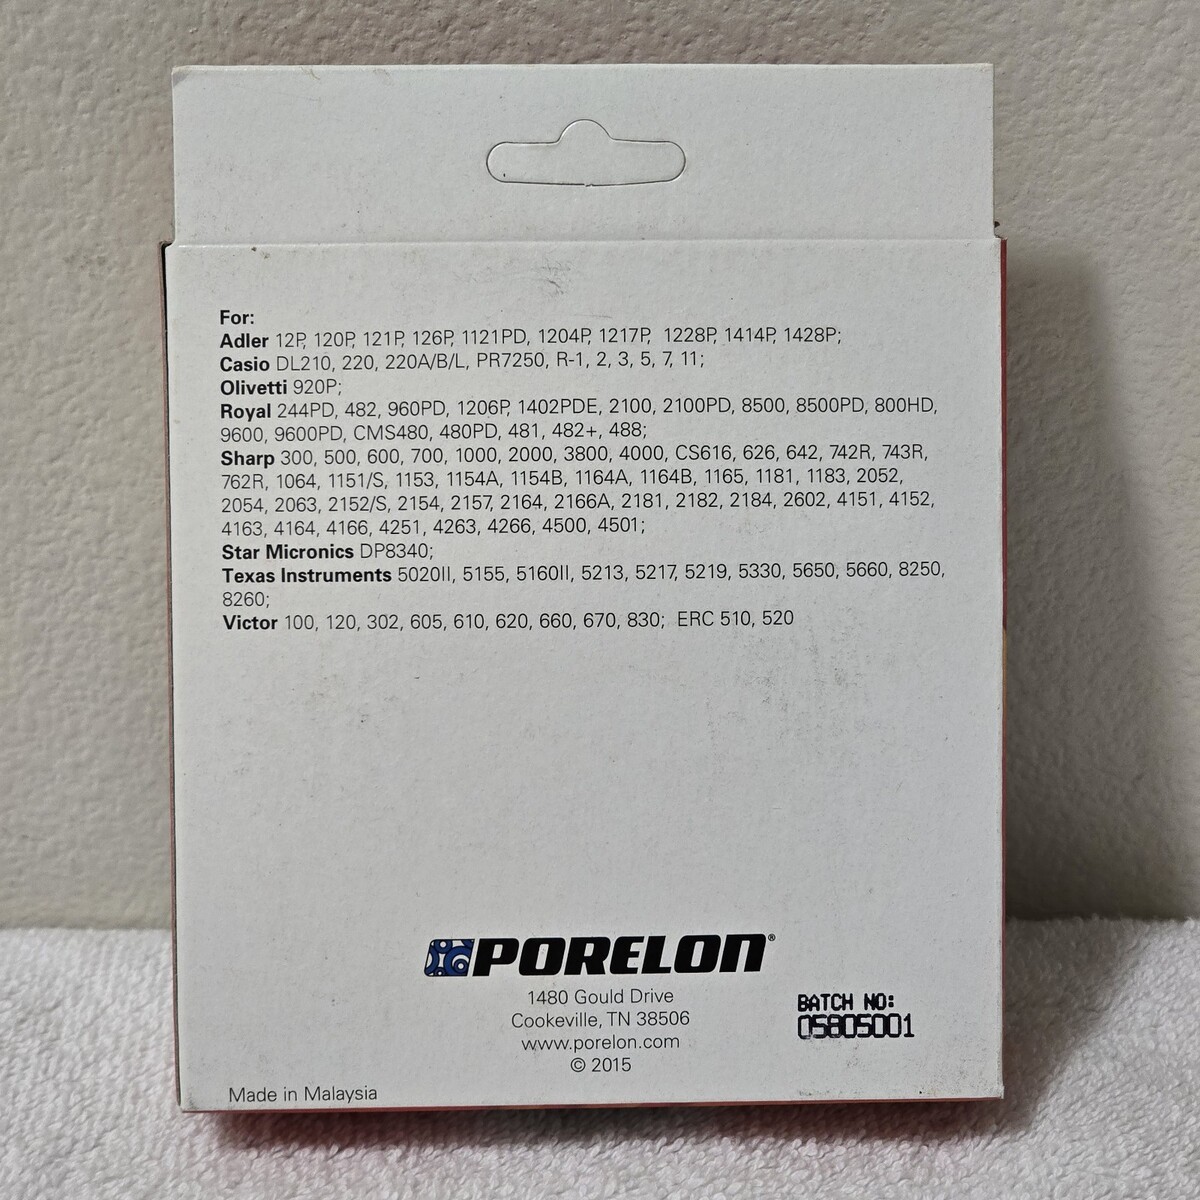 For:
Adler 12P, 120P, 121P, 126P, 1121PD, 1204P, 1217P, 1228P, 1414P, 1428P;
Casio DL210, 220, 220A/B/L, PR7250, R-1, 2, 3, 5, 7, 11;
Olivetti 920P;
Royal 244PD, 482, 960PD, 1206P, 1402PDE, 2100, 2100PD, 8500, 8500PD, 800HD,
9600, 9600PD, CMS480, 480PD, 481, 482+, 488;
Sharp 300, 500, 600, 700, 1000, 2000, 3800, 4000, CS616, 626, 642, 742R, 743R,
762R, 1064, 1151/S, 1153, 1154A, 1154B, 1164A, 1164B, 1165, 1181, 1183, 2052,
2054, 2063, 2152/S, 2154, 2157, 2164, 2166A, 2181, 2182, 2184, 2602, 4151, 4152,
4163, 4164, 4166, 4251, 4263, 4266, 4500, 4501;
Star Micronics DP8340;
Texas Instruments 5020II, 5155, 5160II, 5213, 5217, 5219, 5330, 5650, 5660, 8250,
8260;
Victor 100, 120, 302, 605, 610, 620, 660, 670, 830; ERC 510, 520
PORELON®
1480 Gould Drive
Cookeville, TN 38506
www.porelon.com
© 2015
BATCH NO:
05805001
Made in Malaysia